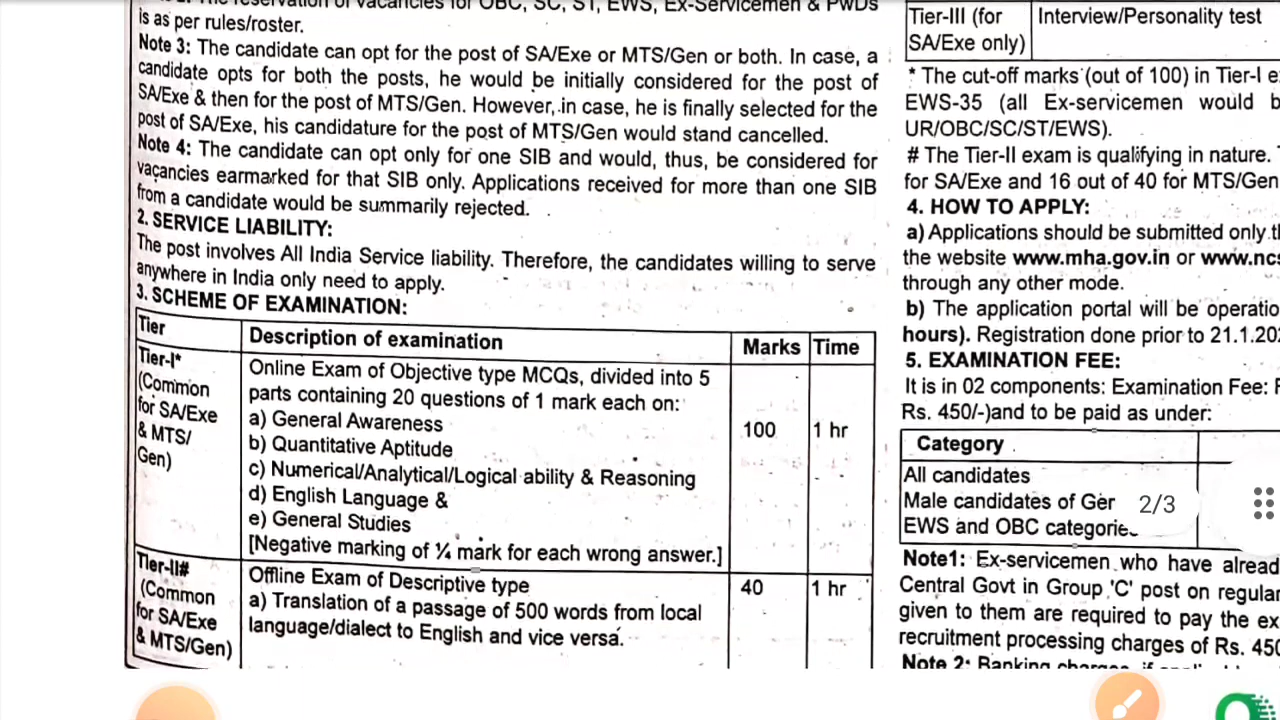 is as per rules/roster.
Note 3: The candidate can opt for the post of SA/Exe or MTS/Gen or both. In case, a
candidate opts for both the posts, he would be initially considered for the post of
SA/Exe & then for the post of MTS/Gen. However, in case, he is finally selected for the
post of SA/Exe, his candidature for the post of MTS/Gen would stand cancelled.
Note 4: The candidate can opt only for one SIB and would, thus, be considered for
vacancies earmarked for that SIB only. Applications received for more than one SIB
from a candidate would be summarily rejected.
2. SERVICE LIABILITY:
The post involves All India Service liability. Therefore, the candidates willing to serve
anywhere in India only need to apply.
3. SCHEME OF EXAMINATION:
Tier Description of examination Marks Time
Tier-I*
(Common
for SA/Exe
& MTS/
Gen)
Online Exam of Objective type MCQs, divided into 5
parts containing 20 questions of 1 mark each on:
a) General Awareness
b) Quantitative Aptitude
c) Numerical/Analytical/Logical ability & Reasoning
d) English Language &
e) General Studies
[Negative marking of ¼ mark for each wrong answer.]
100 1 hr
Tier-II#
(Common
for SA/Exe
& MTS/Gen)
Offline Exam of Descriptive type
a) Translation of a passage of 500 words from local
language/dialect to English and vice versa.
40 1 hr
Tier-III (for
SA/Exe only)
Interview/Personality test
* The cut-off marks (out of 100) in Tier-I
EWS-35 (all Ex-servicemen would
UR/OBC/SC/ST/EWS).
# The Tier-II exam is qualifying in nature.
for SA/Exe and 16 out of 40 for MTS/Gen
4. HOW TO APPLY:
a) Applications should be submitted only
the website www.mha.gov.in or www.ncs
through any other mode.
b) The application portal will be operatio
hours). Registration done prior to 21.1.202
5. EXAMINATION FEE:
It is in 02 components: Examination Fee:
Rs. 450/-)and to be paid as under:
Category
All candidates
Male candidates of Ger
EWS and OBC categorie
2/3
Note1: Ex-servicemen who have alread
Central Govt in Group 'C' post on regular
given to them are required to pay the ex
recruitment processing charges of Rs. 450